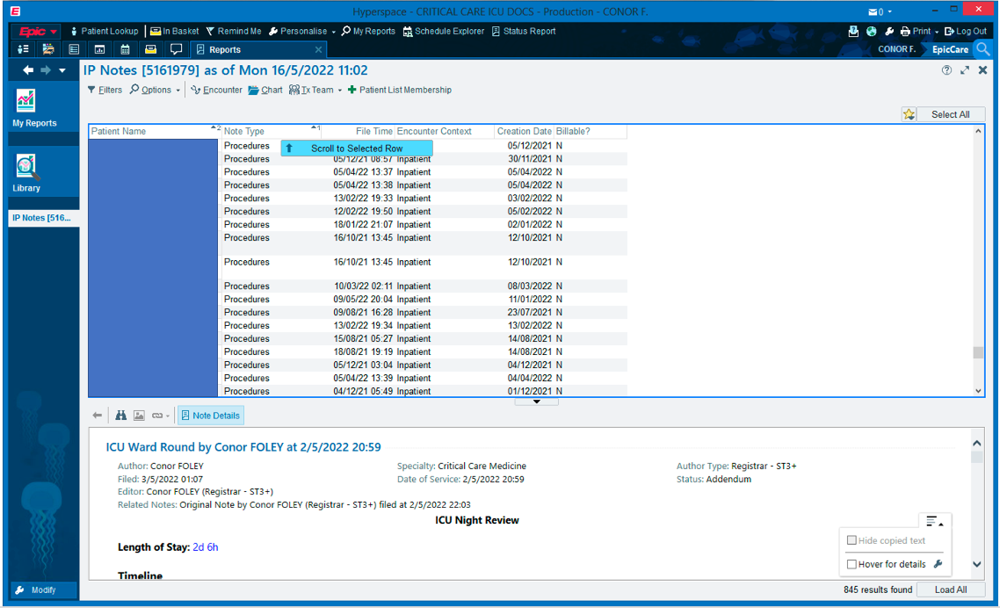 Hyperspace - CRITICAL CARE ICU DOCS - Production - CONOR F.
0
Epic Patient Lookup In Basket Remind Me Personalise My Reports Schedule Explorer Status Report Print Log Out
Reports CONOR F. EpicCare
IP Notes [5161979] as of Mon 16/5/2022 11:02
Filters Options Encounter Chart Tx Team Patient List Membership
My Reports
Library
IP Notes [516...
Modify
Select All
Patient Name 2 Note Type 1 File Time Encounter Context Creation Date Billable?
Procedures 05/12/2021 N
Scroll to Selected Row
Procedures 05/12/21 08:57 Inpatient 30/11/2021 N
Procedures 05/04/22 13:37 Inpatient 05/04/2022 N
Procedures 05/04/22 13:38 Inpatient 05/04/2022 N
Procedures 13/02/22 19:33 Inpatient 03/02/2022 N
Procedures 12/02/22 19:50 Inpatient 05/02/2022 N
Procedures 18/01/22 21:07 Inpatient 02/01/2022 N
Procedures 16/10/21 13:45 Inpatient 12/10/2021 N
Procedures 16/10/21 13:45 Inpatient 12/10/2021 N
Procedures 10/03/22 02:11 Inpatient 08/03/2022 N
Procedures 09/05/22 20:04 Inpatient 11/01/2022 N
Procedures 09/08/21 16:28 Inpatient 23/07/2021 N
Procedures 13/02/22 19:34 Inpatient 13/02/2022 N
Procedures 15/08/21 05:27 Inpatient 14/08/2021 N
Procedures 18/08/21 19:19 Inpatient 14/08/2021 N
Procedures 05/12/21 03:04 Inpatient 04/12/2021 N
Procedures 05/04/22 13:39 Inpatient 04/04/2022 N
Procedures 04/12/21 05:49 Inpatient 01/12/2021 N
Note Details
ICU Ward Round by Conor FOLEY at 2/5/2022 20:59
Author: Conor FOLEY Specialty: Critical Care Medicine Author Type: Registrar - ST3+
Filed: 3/5/2022 01:07 Date of Service: 2/5/2022 20:59 Status: Addendum
Editor: Conor FOLEY (Registrar - ST3+)
Related Notes: Original Note by Conor FOLEY (Registrar - ST3+) filed at 2/5/2022 22:03
ICU Night Review
Length of Stay: 2d 6h
Timeline
Hide copied text
Hover for details
845 results found Load All